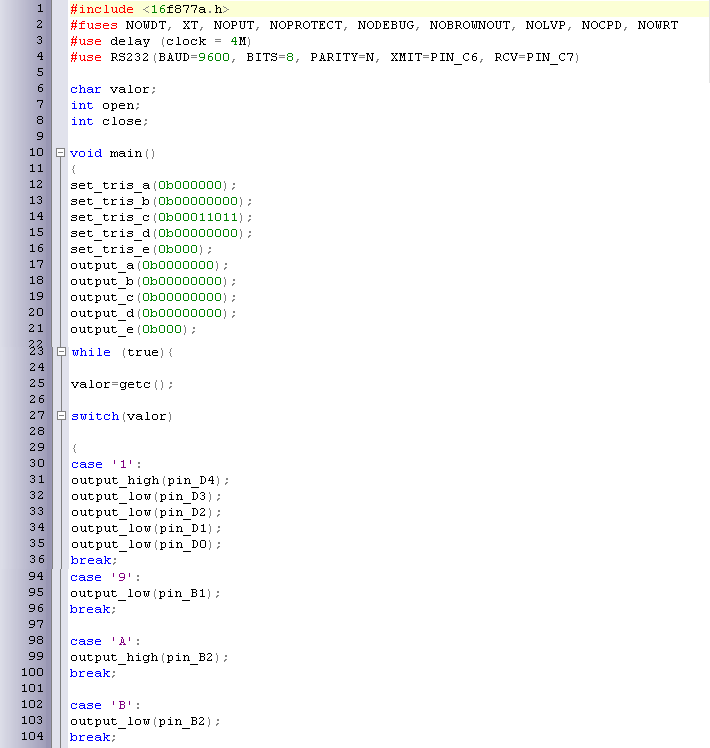 1 #include <16f877a.h>
2 #fuses NOWDT, XT, NOPUT, NOPROTECT, NODEBUG, NOBROWNOUT, NOLVP, NOCPD, NOWRT
3 #use delay (clock = 4M)
4 #use RS232(BAUD=9600, BITS=8, PARITY=N, XMIT=PIN_C6, RCV=PIN_C7)
5
6 char valor;
7 int open;
8 int close;
9
10 void main()
11 {
12 set_tris_a(0b000000);
13 set_tris_b(0b00000000);
14 set_tris_c(0b00011011);
15 set_tris_d(0b00000000);
16 set_tris_e(0b000);
17 output_a(0b0000000);
18 output_b(0b00000000);
19 output_c(0b00000000);
20 output_d(0b00000000);
21 output_e(0b000);
22
23 while (true){
24
25 valor=getc();
26
27 switch(valor)
28
29 {
30 case '1':
31 output_high(pin_D4);
32 output_low(pin_D3);
33 output_low(pin_D2);
34 output_low(pin_D1);
35 output_low(pin_D0);
36 break;
94 case '9':
95 output_low(pin_B1);
96 break;
97
98 case 'A':
99 output_high(pin_B2);
100 break;
101
102 case 'B':
103 output_low(pin_B2);
104 break;